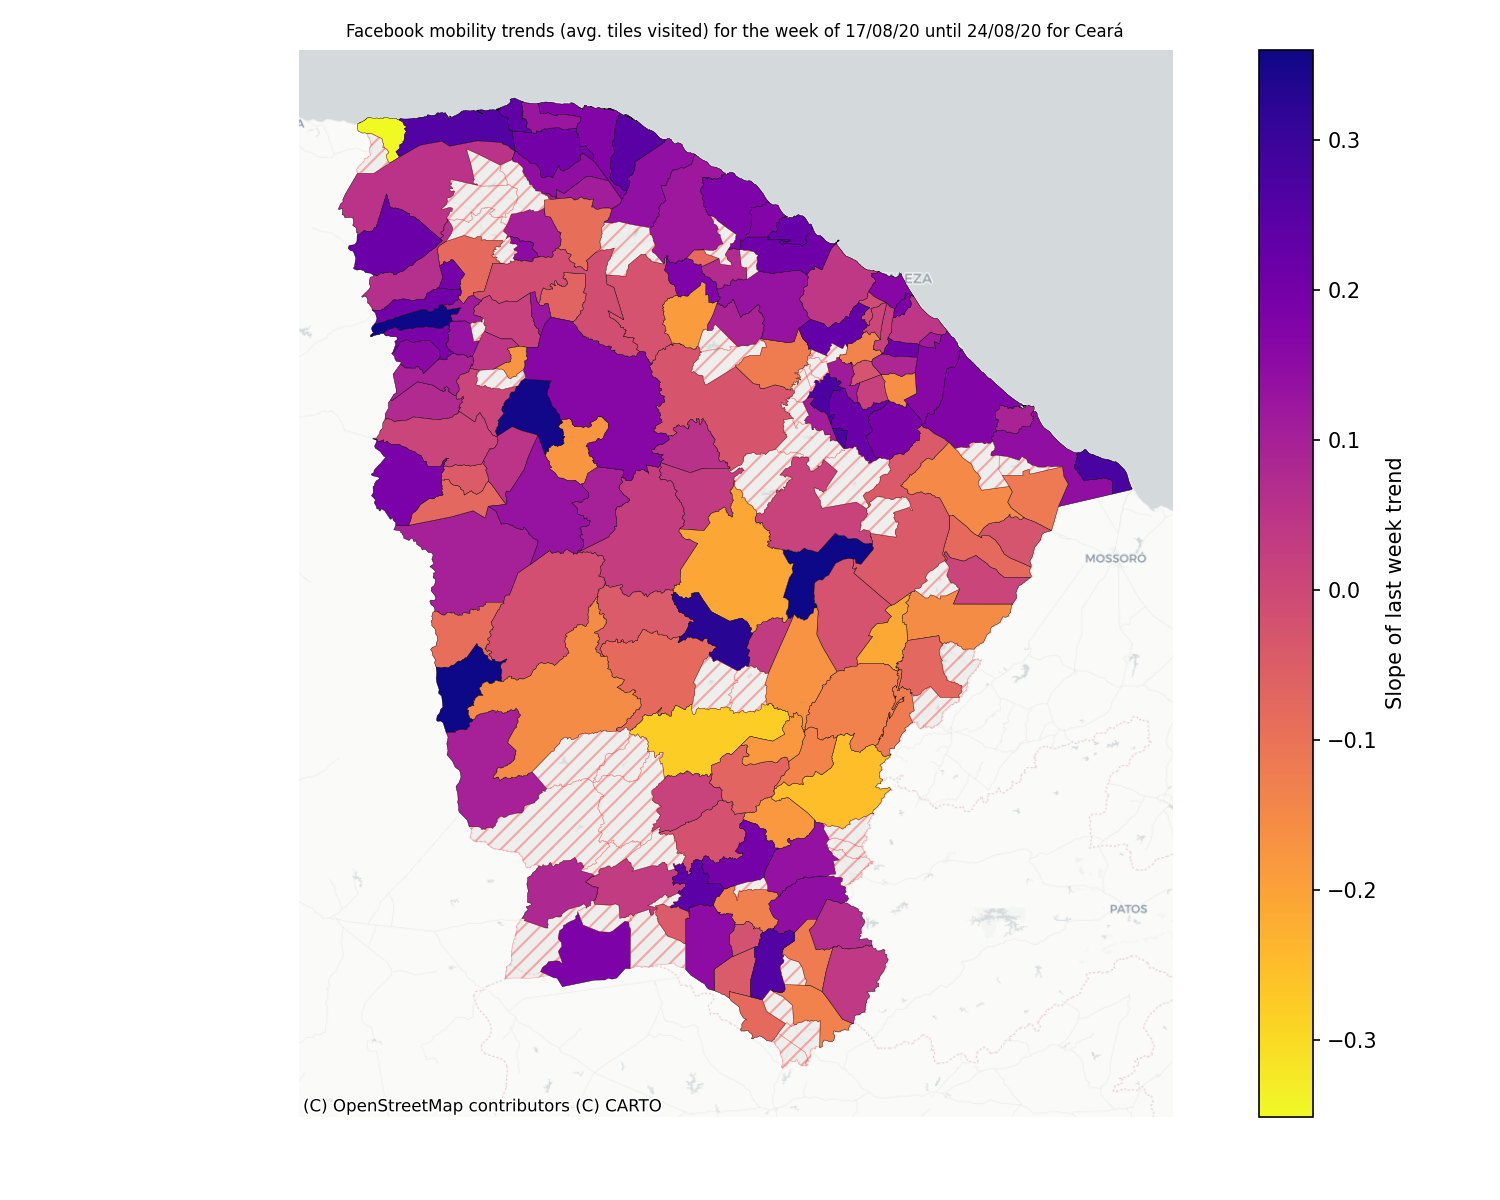 Facebook mobility trends (avg. tiles visited) for the week of 17/08/20 until 24/08/20 for Ceará
A
EZA
MOSSORÓ
PATOS
(C) OpenStreetMap contributors (C) CARTO
0.3
0.2
0.1
0.0
−0.1
−0.2
−0.3
Slope of last week trend